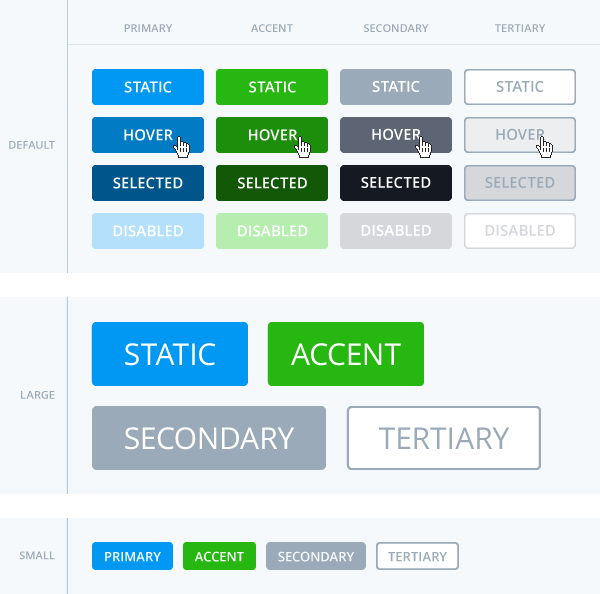 PRIMARY ACCENT SECONDARY TERTIARY
STATIC STATIC STATIC STATIC
DEFAULT
HOVER HOVER HOVER HOVER
SELECTED SELECTED SELECTED SELECTED
DISABLED DISABLED DISABLED DISABLED
STATIC ACCENT
LARGE
SECONDARY TERTIARY
SMALL PRIMARY ACCENT SECONDARY TERTIARY